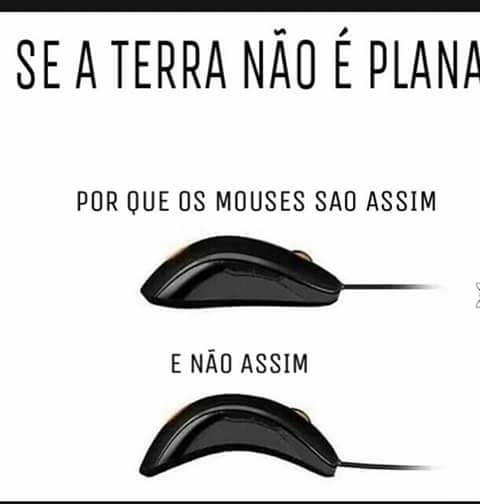 SE A TERRA NÃO É PLANA
POR QUE OS MOUSES SAO ASSIM
E NÃO ASSIM